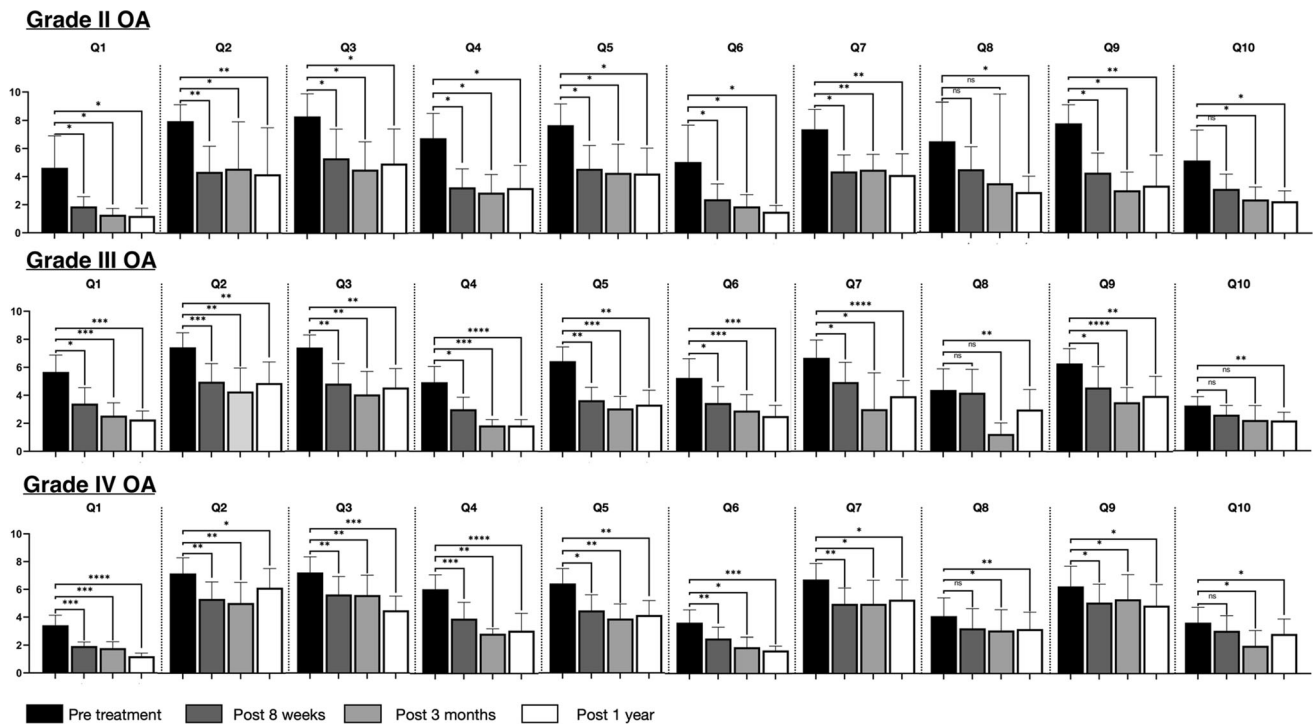 Grade II OA
Q1 Q2 Q3 Q4 Q5 Q6 Q7 Q8 Q9 Q10
* * *
** * **
* * *
* * *
* * *
* * *
* ** **
ns ns *
* * **
ns * *
10
8
6
4
2
0
Grade III OA
Q1 Q2 Q3 Q4 Q5 Q6 Q7 Q8 Q9 Q10
* *** ***
*** ** **
** ** **
* *** ****
** *** **
* *** ***
* * ****
ns ns **
* **** **
ns ns **
10
8
6
4
2
0
Grade IV OA
Q1 Q2 Q3 Q4 Q5 Q6 Q7 Q8 Q9 Q10
*** *** ****
** ** *
** ** ***
*** ** ****
* ** **
** * ***
** * *
ns * **
* * *
ns * *
10
8
6
4
2
0
Pre treatment Post 8 weeks Post 3 months Post 1 year